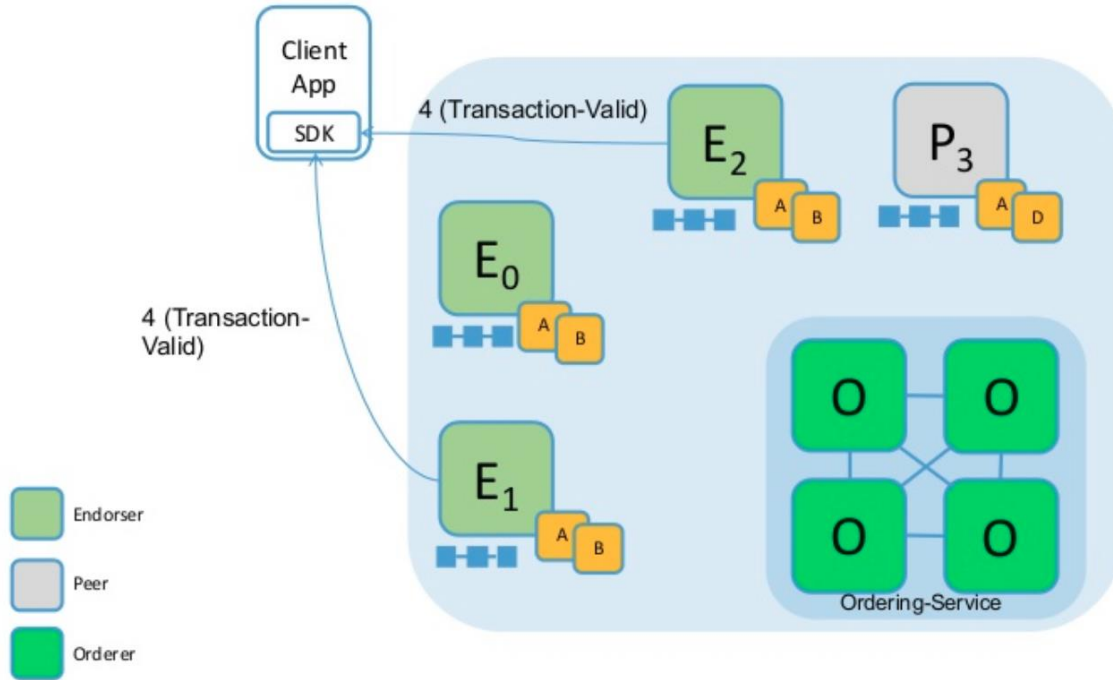 Client
App
SDK
4 (Transaction-Valid)
E2
A
B
P3
A
D
E0
A
B
4 (Transaction-
Valid)
E1
A
B
O
O
O
O
Ordering-Service
Endorser
Peer
Orderer